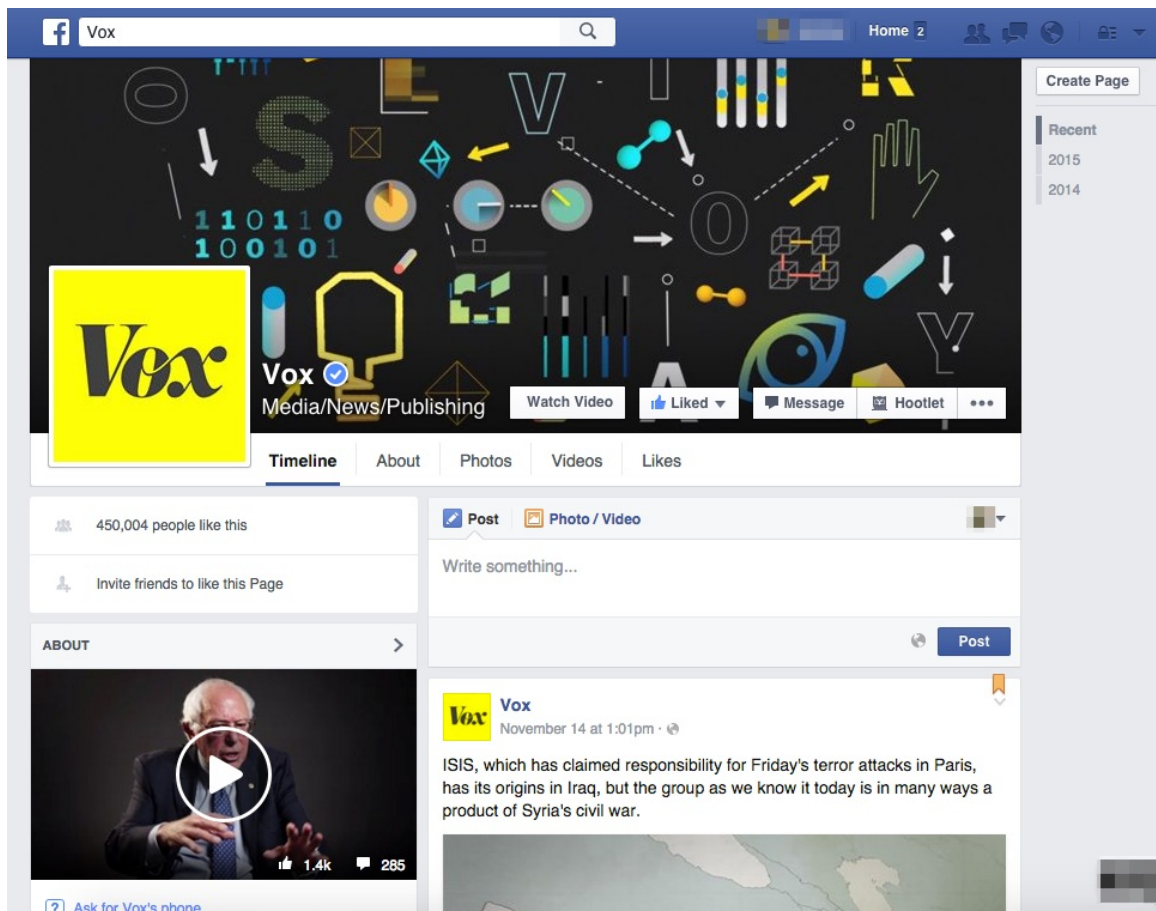 Vox
Home 2
Create Page
Recent
2015
2014
O
S
V
I
110110
100101
O
Y
A
Vox
Vox
Media/News/Publishing
Watch Video
Liked
Message
Hootlet
Timeline
About
Photos
Videos
Likes
450,004 people like this
Invite friends to like this Page
ABOUT
1.4k
285
? Ask for Vox's phone
Post
Photo / Video
Write something...
Post
Vox
Vox
November 14 at 1:01pm ·
ISIS, which has claimed responsibility for Friday's terror attacks in Paris,
has its origins in Iraq, but the group as we know it today is in many ways a
product of Syria's civil war.